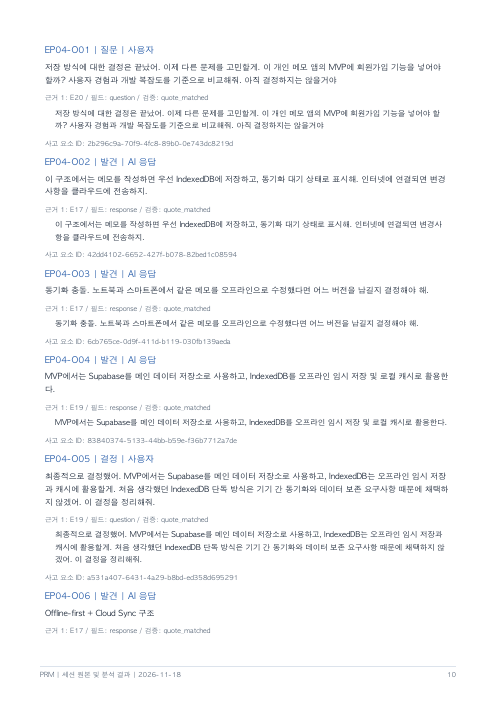 EP04-O01 | 질문 | 사용자
저장 방식에 대한 결정은 끝났어. 이제 다른 문제를 고민할게. 이 개인 메모 앱의 MVP에 회원가입 기능을 넣어야
할까? 사용자 경험과 개발 복잡도를 기준으로 비교해줘. 아직 결정하지는 않을거야
근거 1: E20 / 필드: question / 검증: quote_matched
저장 방식에 대한 결정은 끝났어. 이제 다른 문제를 고민할게. 이 개인 메모 앱의 MVP에 회원가입 기능을 넣어야 할
까? 사용자 경험과 개발 복잡도를 기준으로 비교해줘. 아직 결정하지는 않을거야
사고 요소 ID: 2b296c9a-70f9-4fc8-89b0-0e743dc8219d
EP04-O02 | 발견 | AI 응답
이 구조에서는 메모를 작성하면 우선 IndexedDB에 저장하고, 동기화 대기 상태로 표시해. 인터넷에 연결되면 변경
사항을 클라우드에 전송하지.
근거 1: E17 / 필드: response / 검증: quote_matched
이 구조에서는 메모를 작성하면 우선 IndexedDB에 저장하고, 동기화 대기 상태로 표시해. 인터넷에 연결되면 변경사
항을 클라우드에 전송하지.
사고 요소 ID: 42dd4102-6652-427f-b078-82bed1c08594
EP04-O03 | 발견 | AI 응답
동기화 충돌. 노트북과 스마트폰에서 같은 메모를 오프라인으로 수정했다면 어느 버전을 남길지 결정해야 해.
근거 1: E17 / 필드: response / 검증: quote_matched
동기화 충돌. 노트북과 스마트폰에서 같은 메모를 오프라인으로 수정했다면 어느 버전을 남길지 결정해야 해.
사고 요소 ID: 6cb765ce-0d9f-411d-b119-030fb139aeda
EP04-O04 | 발견 | AI 응답
MVP에서는 Supabase를 메인 데이터 저장소로 사용하고, IndexedDB를 오프라인 임시 저장 및 로컬 캐시로 활용한
다.
근거 1: E19 / 필드: response / 검증: quote_matched
MVP에서는 Supabase를 메인 데이터 저장소로 사용하고, IndexedDB를 오프라인 임시 저장 및 로컬 캐시로 활용한다.
사고 요소 ID: 83840374-5133-44bb-b59e-f36b7712a7de
EP04-O05 | 결정 | 사용자
최종적으로 결정했어. MVP에서는 Supabase를 메인 데이터 저장소로 사용하고, IndexedDB는 오프라인 임시 저장
과 캐시에 활용할게. 처음 생각했던 IndexedDB 단독 방식은 기기 간 동기화와 데이터 보존 요구사항 때문에 채택하
지 않겠어. 이 결정을 정리해줘.
근거 1: E19 / 필드: question / 검증: quote_matched
최종적으로 결정했어. MVP에서는 Supabase를 메인 데이터 저장소로 사용하고, IndexedDB는 오프라인 임시 저장과
캐시에 활용할게. 처음 생각했던 IndexedDB 단독 방식은 기기 간 동기화와 데이터 보존 요구사항 때문에 채택하지 않
겠어. 이 결정을 정리해줘.
사고 요소 ID: a531a407-6431-4a29-b8bd-ed358d695291
EP04-O06 | 발견 | AI 응답
Offline-first + Cloud Sync 구조
근거 1: E17 / 필드: response / 검증: quote_matched
PRM | 세션 원문 및 분석 결과 | 2026-11-18
10